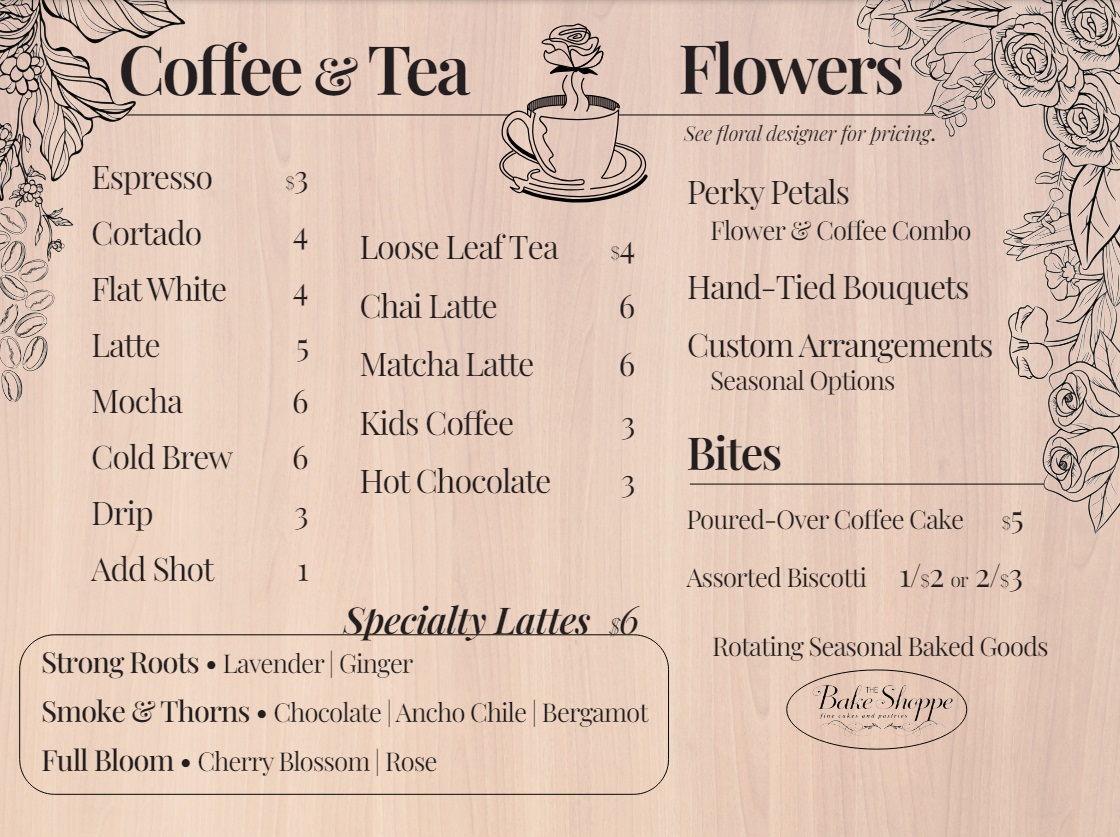 Coffee & Tea
Espresso $3
Cortado 4
Flat White 4
Latte 5
Mocha 6
Cold Brew 6
Drip 3
Add Shot 1
Loose Leaf Tea $4
Chai Latte 6
Matcha Latte 6
Kids Coffee 3
Hot Chocolate 3
Specialty Lattes $6
Strong Roots • Lavender | Ginger
Smoke & Thorns • Chocolate | Ancho Chile | Bergamot
Full Bloom • Cherry Blossom | Rose
Flowers
See floral designer for pricing.
Perky Petals
Flower & Coffee Combo
Hand-Tied Bouquets
Custom Arrangements
Seasonal Options
Bites
Poured-Over Coffee Cake $5
Assorted Biscotti 1/$2 or 2/$3
Rotating Seasonal Baked Goods
THE
Bake Shoppe
fine cakes and pastries